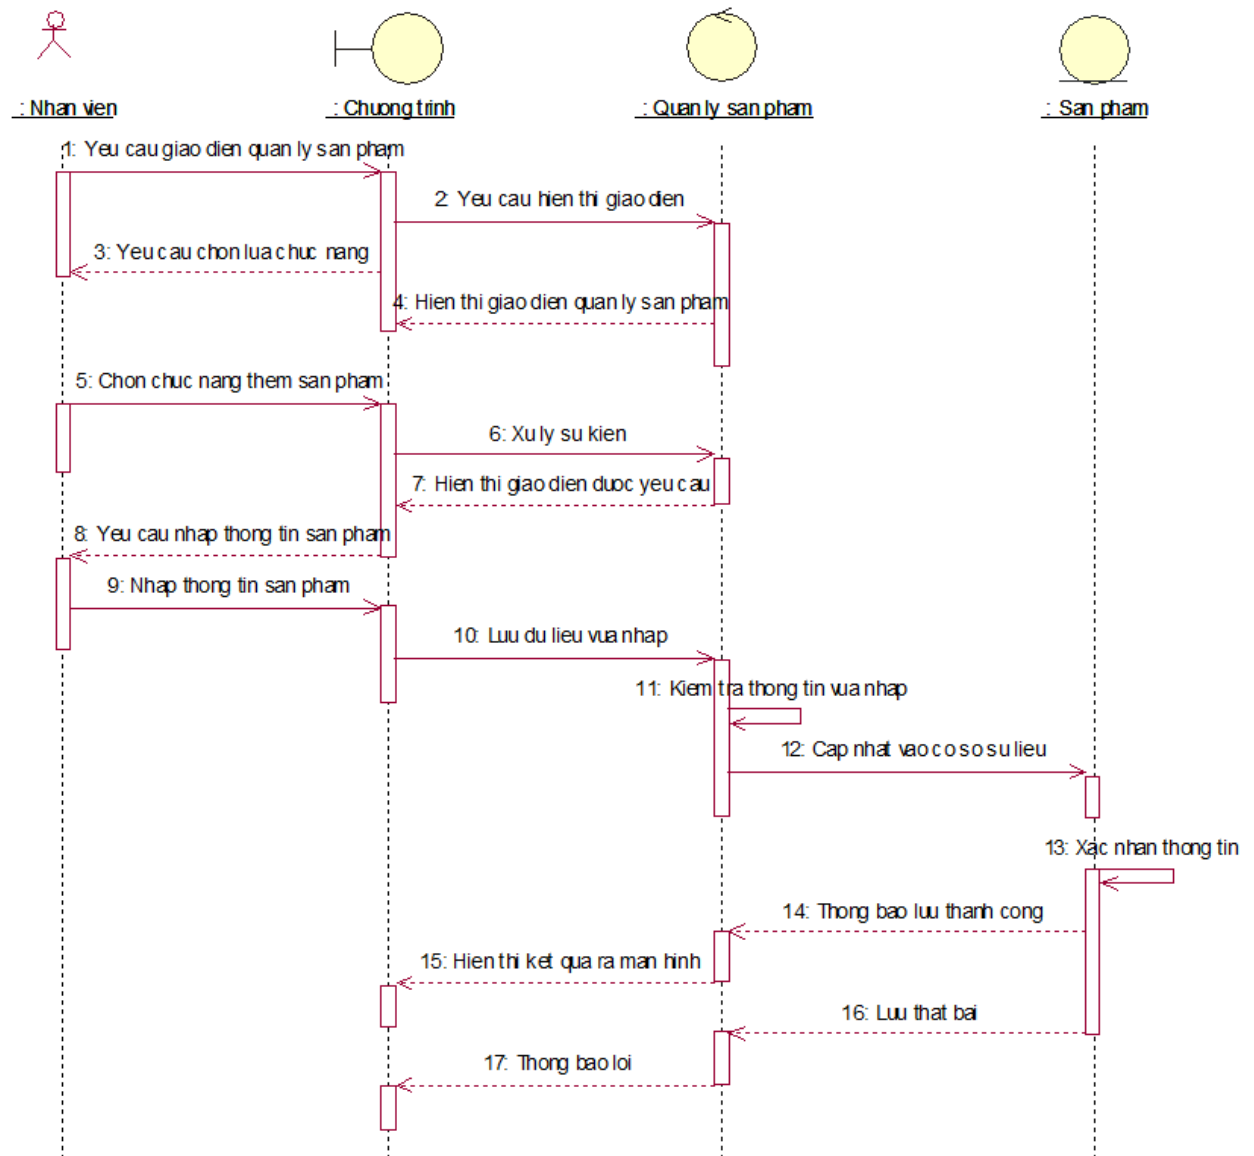 : Nhan vien
: Chuong trinh
: Quan ly san pham
: San pham
1: Yeu cau giao dien quan ly san pham
2: Yeu cau hien thi giao dien
3: Yeu cau chon lua chuc nang
4: Hien thi giao dien quan ly san pham
5: Chon chuc nang them san pham
6: Xu ly su kien
7: Hien thi giao dien duoc yeu cau
8: Yeu cau nhap thong tin san pham
9: Nhap thong tin san pham
10: Luu du lieu vua nhap
11: Kiem tra thong tin vua nhap
12: Cap nhat vao co so su lieu
13: Xac nhan thong tin
14: Thong bao luu thanh cong
15: Hien thi ket qua ra man hinh
16: Luu that bai
17: Thong bao loi